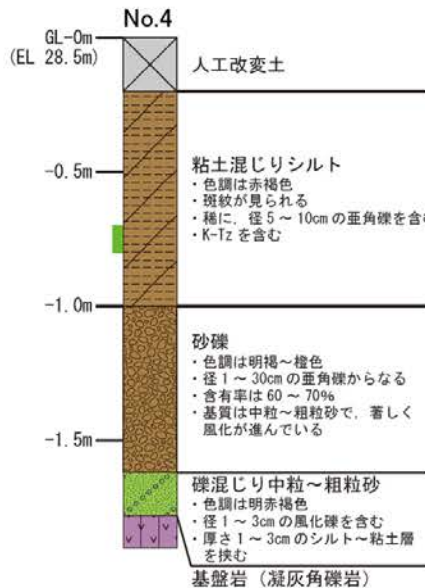 No.4
GL-0m
(EL 28.5m)
人工改変土
-0.5m
粘土混じりシルト
・色調は赤褐色
・斑紋が見られる
・稀に、径5～10cmの亜角礫を含む
・K-Tzを含む
-1.0m
砂礫
・色調は明褐～橙色
・径1～30cmの亜角礫からなる
・含有率は60～70%
・基質は中粒～粗粒砂で、著しく
風化が進んでいる
-1.5m
礫混じり中粒～粗粒砂
・色調は明赤褐色
・径1～3cmの風化礫を含む
・厚さ1～3cmのシルト～粘土層
を挟む
基盤岩（凝灰角礫岩）